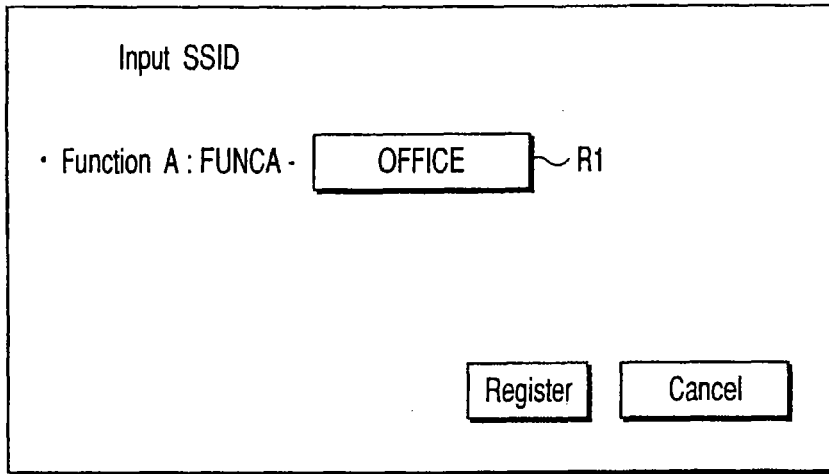 Input SSID
· Function A : FUNCA - OFFICE R1
Register Cancel